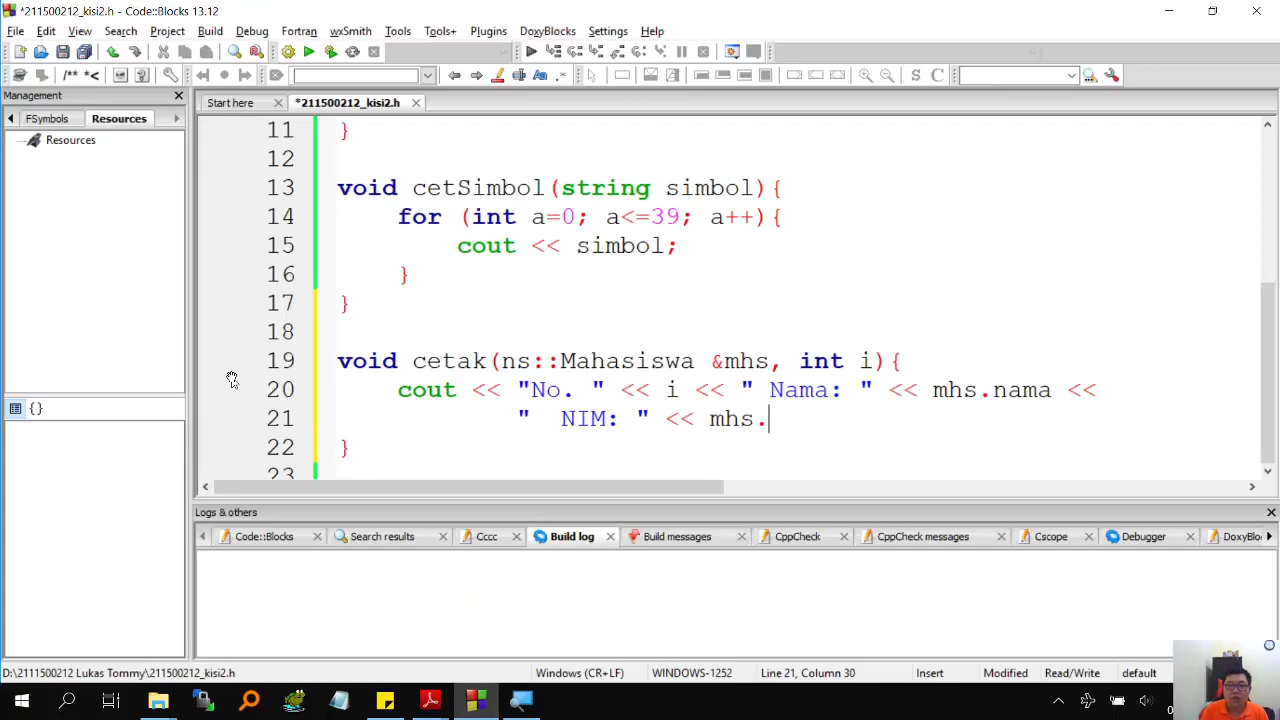 *211500212_kisi2.h - Code::Blocks 13.12
File Edit View Search Project Build Debug Fortran wxSmith Tools Tools+ Plugins DoxyBlocks Settings Help
/** *<
S C
Management
FSymbols Resources
Resources
{}
Start here *211500212_kisi2.h
11 }
12
13 void cetSimbol(string simbol){
14 for (int a=0; a<=39; a++){
15 cout << simbol;
16 }
17 }
18
19 void cetak(ns::Mahasiswa &mhs, int i){
20 cout << "No. " << i << " Nama: " << mhs.nama <<
21 "  NIM: " << mhs.
22 }
23
Logs & others
Code::Blocks Search results Cccc Build log Build messages CppCheck CppCheck messages Cscope Debugger DoxyBlo
D:\2111500212 Lukas Tommy\211500212_kisi2.h Windows (CR+LF) WINDOWS-1252 Line 21, Column 30 Insert Modified Read/Write default